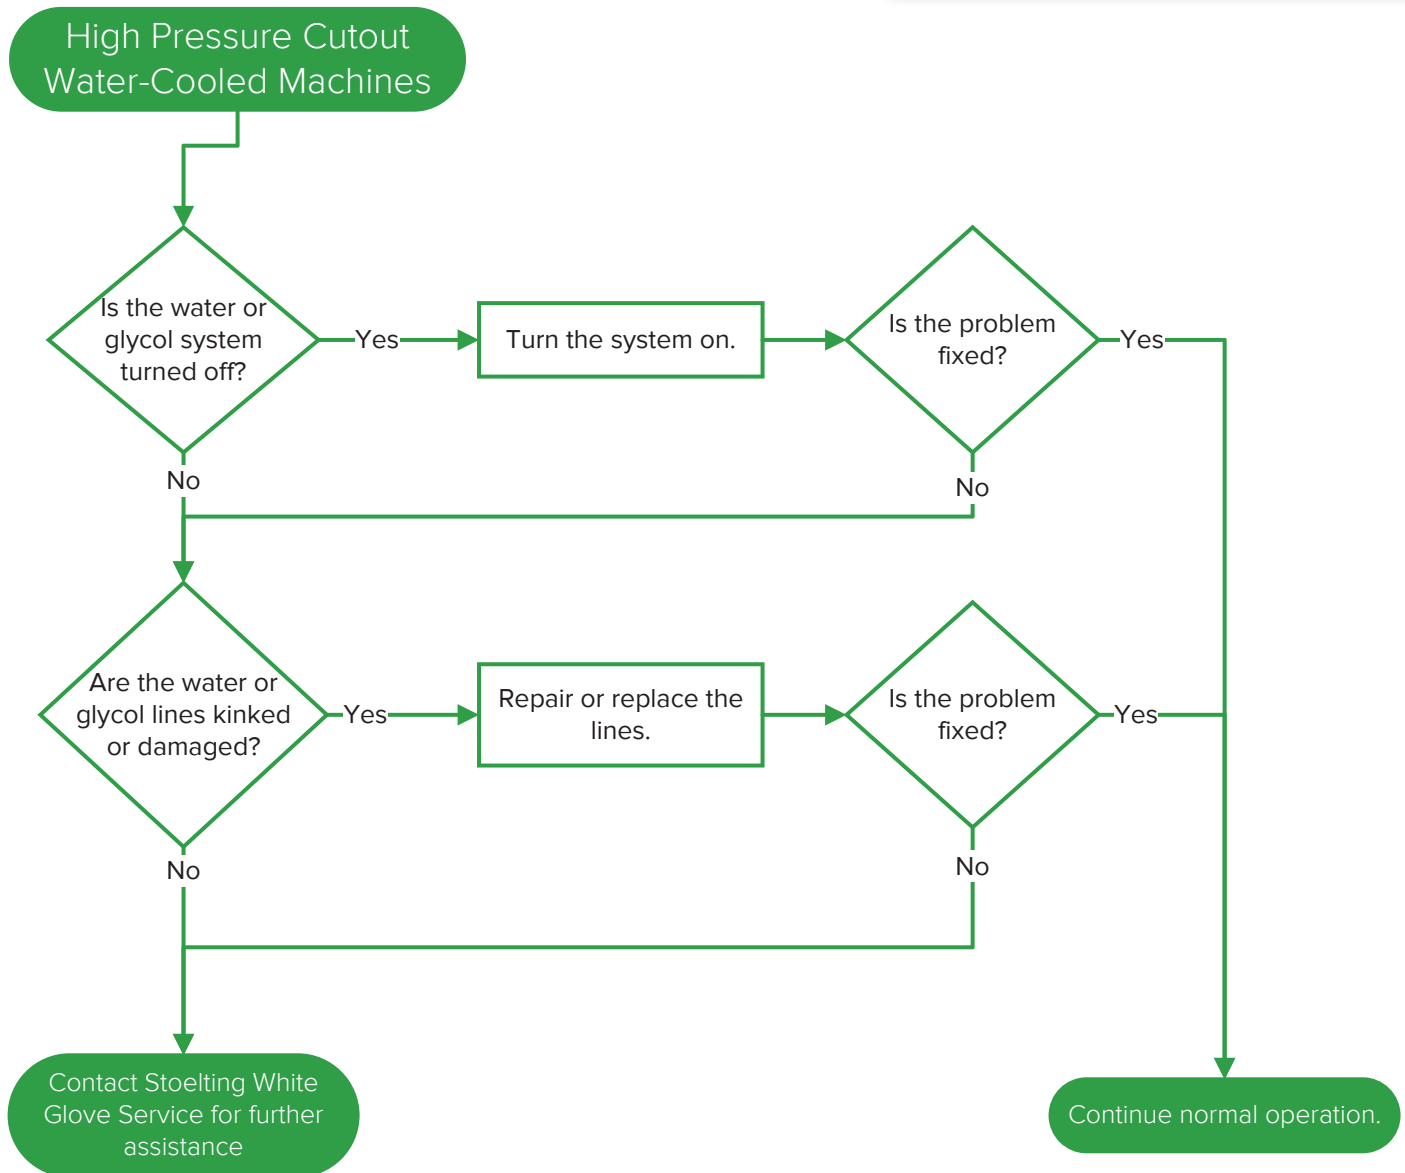 High Pressure Cutout
Water-Cooled Machines
Is the water or
glycol system
turned off?
Yes
Turn the system on.
Is the problem
fixed?
Yes
No
No
Are the water or
glycol lines kinked
or damaged?
Yes
Repair or replace the
lines.
Is the problem
fixed?
Yes
No
No
Contact Stoelting White
Glove Service for further
assistance
Continue normal operation.